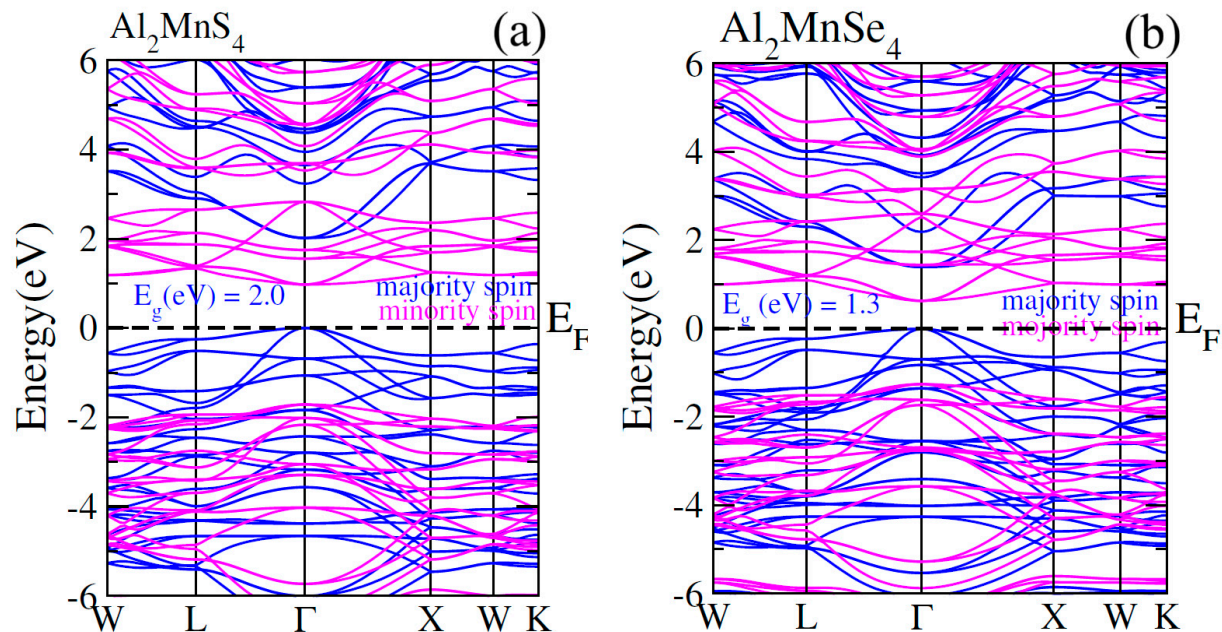 Al2MnS4 (a)
6
4
2
0
-2
-4
-6
Energy(eV)
Eg(eV) = 2.0
majority spin
minority spin
EF
W L Γ X W K
Al2MnSe4 (b)
6
4
2
0
-2
-4
-6
Energy(eV)
Eg (eV) = 1.3
majority spin
mojority spin
EF
W L Γ X W K